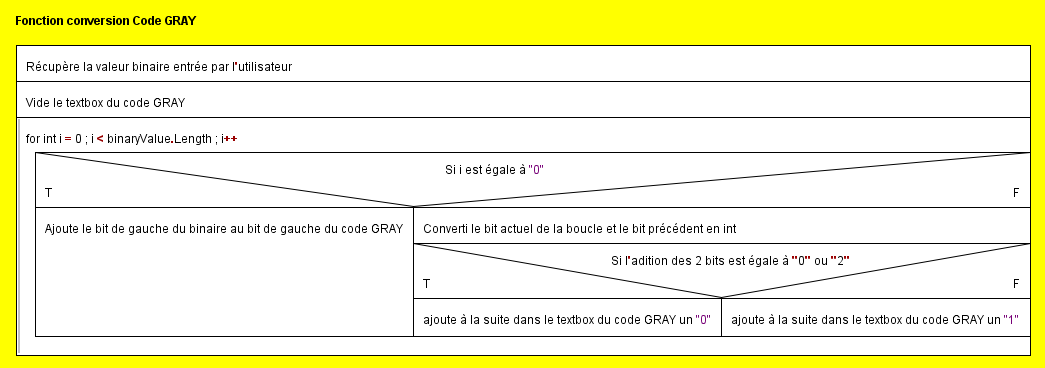 Fonction conversion Code GRAY
Récupère la valeur binaire entrée par l'utilisateur
Vide le textbox du code GRAY
for int i = 0 ; i < binaryValue.Length ; i++
Si i est égale à "0"
T
F
Ajoute le bit de gauche du binaire au bit de gauche du code GRAY
Converti le bit actuel de la boucle et le bit précédent en int
Si l'adition des 2 bits est égale à "0" ou "2"
T
F
ajoute à la suite dans le textbox du code GRAY un "0"
ajoute à la suite dans le textbox du code GRAY un "1"